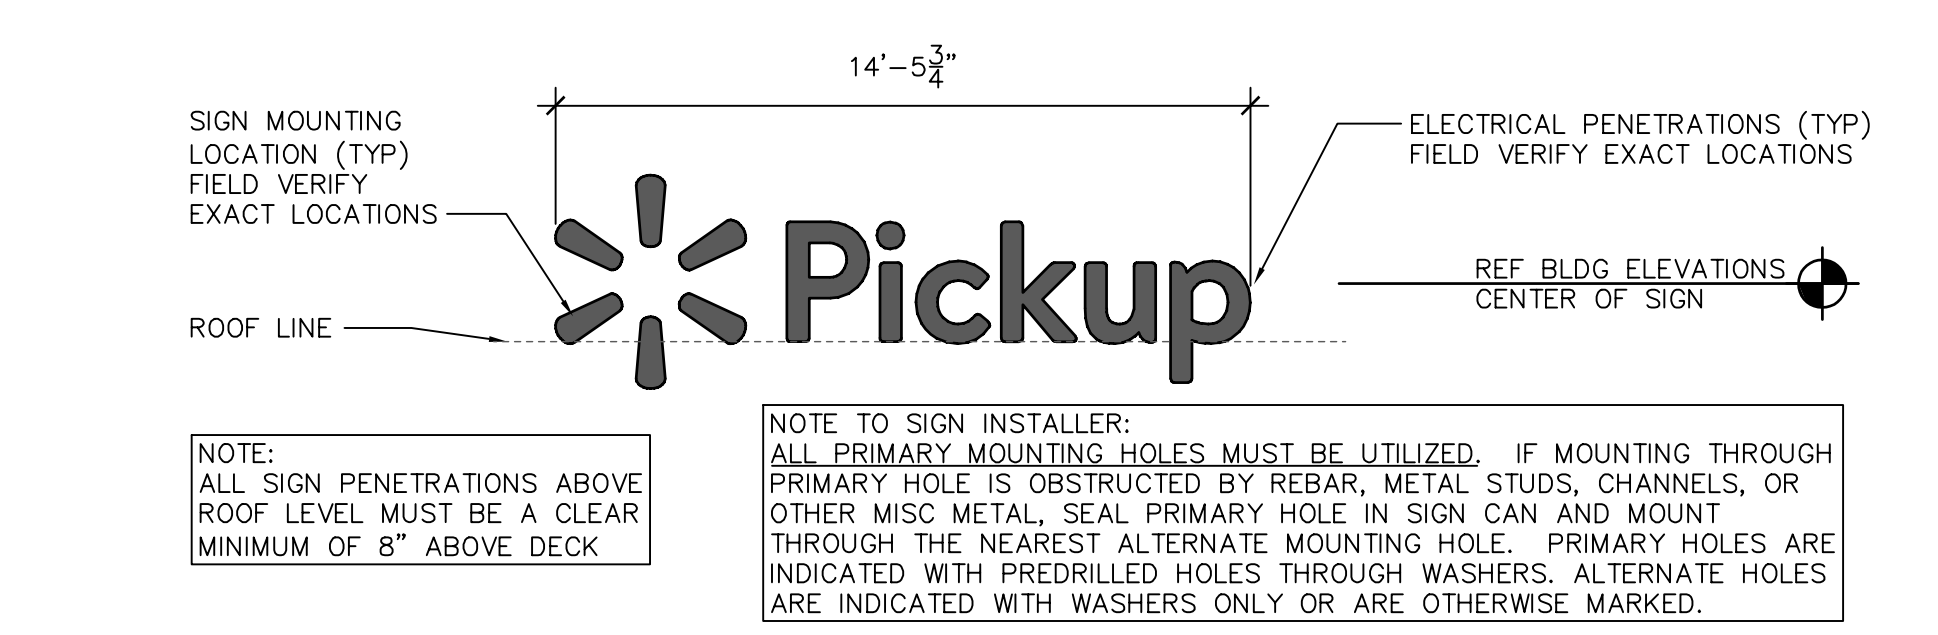 14'-5 3/4"
SIGN MOUNTING
LOCATION (TYP)
FIELD VERIFY
EXACT LOCATIONS
ELECTRICAL PENETRATIONS (TYP)
FIELD VERIFY EXACT LOCATIONS
Pickup
REF BLDG ELEVATIONS
CENTER OF SIGN
ROOF LINE
NOTE:
ALL SIGN PENETRATIONS ABOVE
ROOF LEVEL MUST BE A CLEAR
MINIMUM OF 8" ABOVE DECK
NOTE TO SIGN INSTALLER:
ALL PRIMARY MOUNTING HOLES MUST BE UTILIZED. IF MOUNTING THROUGH
PRIMARY HOLE IS OBSTRUCTED BY REBAR, METAL STUDS, CHANNELS, OR
OTHER MISC METAL, SEAL PRIMARY HOLE IN SIGN CAN AND MOUNT
THROUGH THE NEAREST ALTERNATE MOUNTING HOLE. PRIMARY HOLES ARE
INDICATED WITH PREDRILLED HOLES THROUGH WASHERS. ALTERNATE HOLES
ARE INDICATED WITH WASHERS ONLY OR ARE OTHERWISE MARKED.